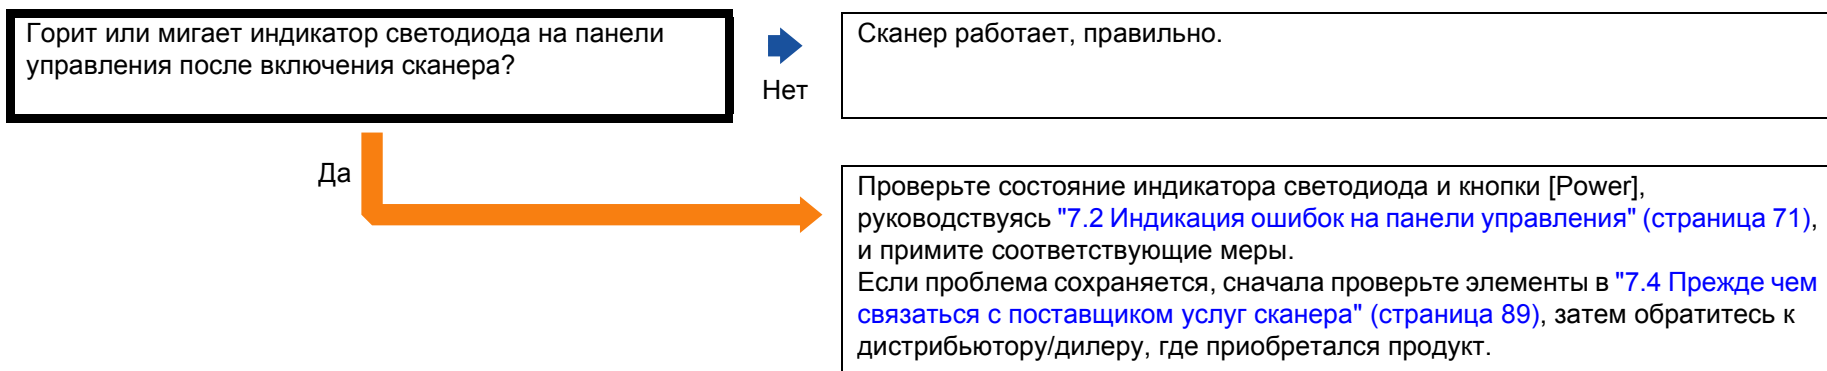 Горит или мигает индикатор светодиода на панели
управления после включения сканера?
Нет
Сканер работает, правильно.
Да
Проверьте состояние индикатора светодиода и кнопки [Power],
руководствуясь "7.2 Индикация ошибок на панели управления" (страница 71),
и примите соответствующие меры.
Если проблема сохраняется, сначала проверьте элементы в "7.4 Прежде чем
связаться с поставщиком услуг сканера" (страница 89), затем обратитесь к
дистрибьютору/дилеру, где приобретался продукт.